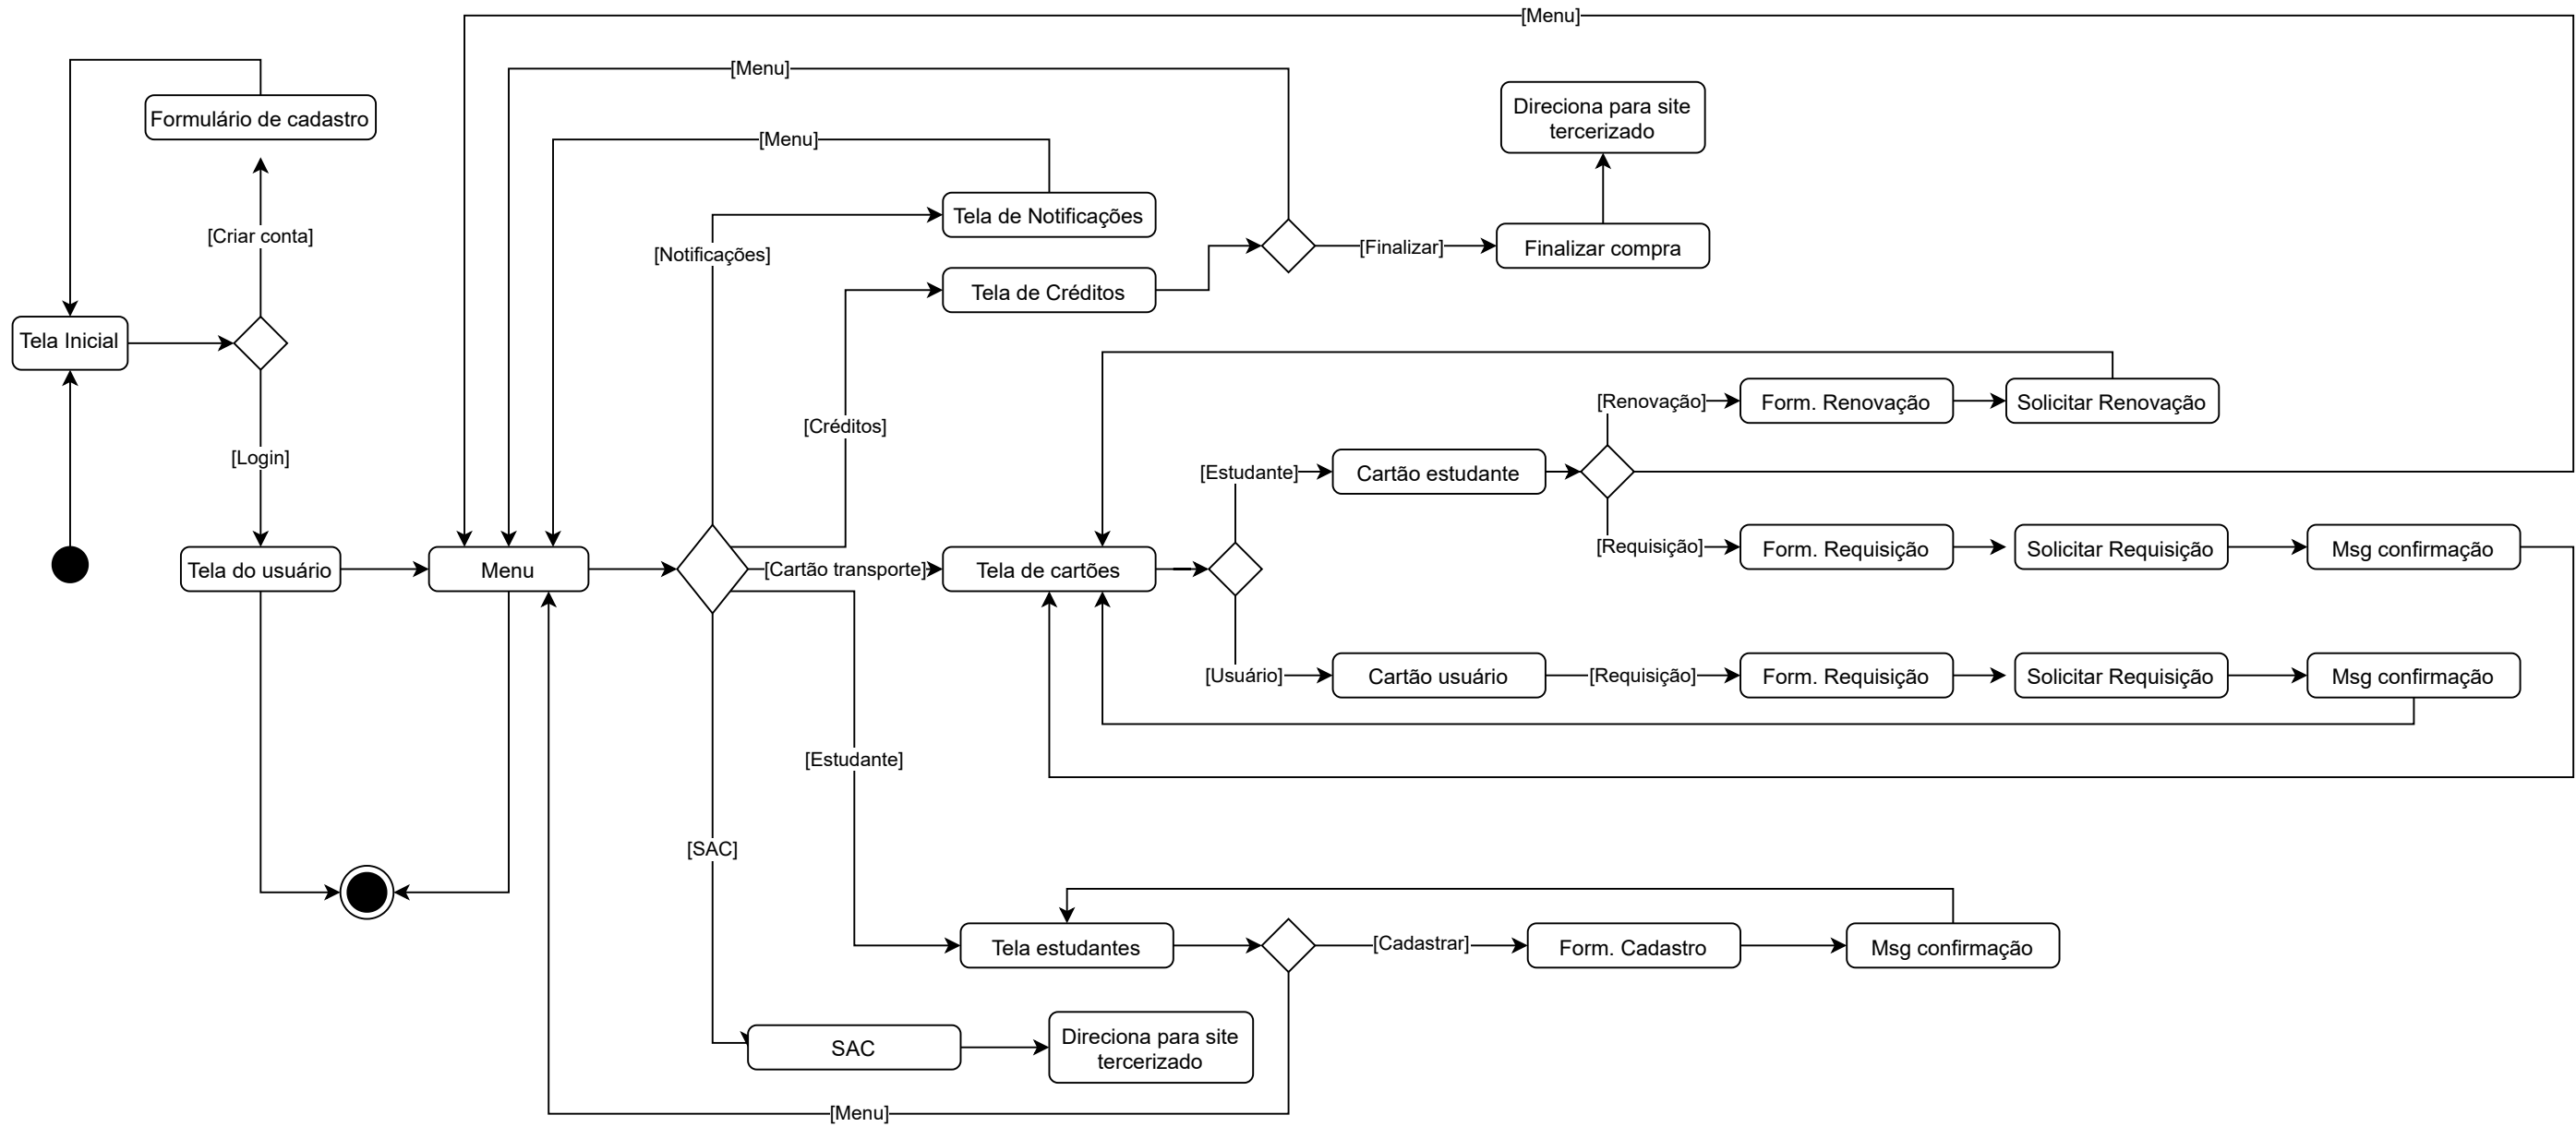 [Menu]
[Menu]
Formulário de cadastro
Direciona para site
tercerizado
[Menu]
Tela de Notificações
[Criar conta]
[Notificações]
[Finalizar]
Finalizar compra
Tela de Créditos
Tela Inicial
[Renovação]
Form. Renovação
Solicitar Renovação
[Créditos]
[Login]
[Estudante]
Cartão estudante
[Requisição]
Form. Requisição
Solicitar Requisição
Msg confirmação
Tela do usuário
Menu
[Cartão transporte]
Tela de cartões
[Usuário]
Cartão usuário
[Requisição]
Form. Requisição
Solicitar Requisição
Msg confirmação
[Estudante]
[SAC]
Tela estudantes
[Cadastrar]
Form. Cadastro
Msg confirmação
SAC
Direciona para site
tercerizado
[Menu]